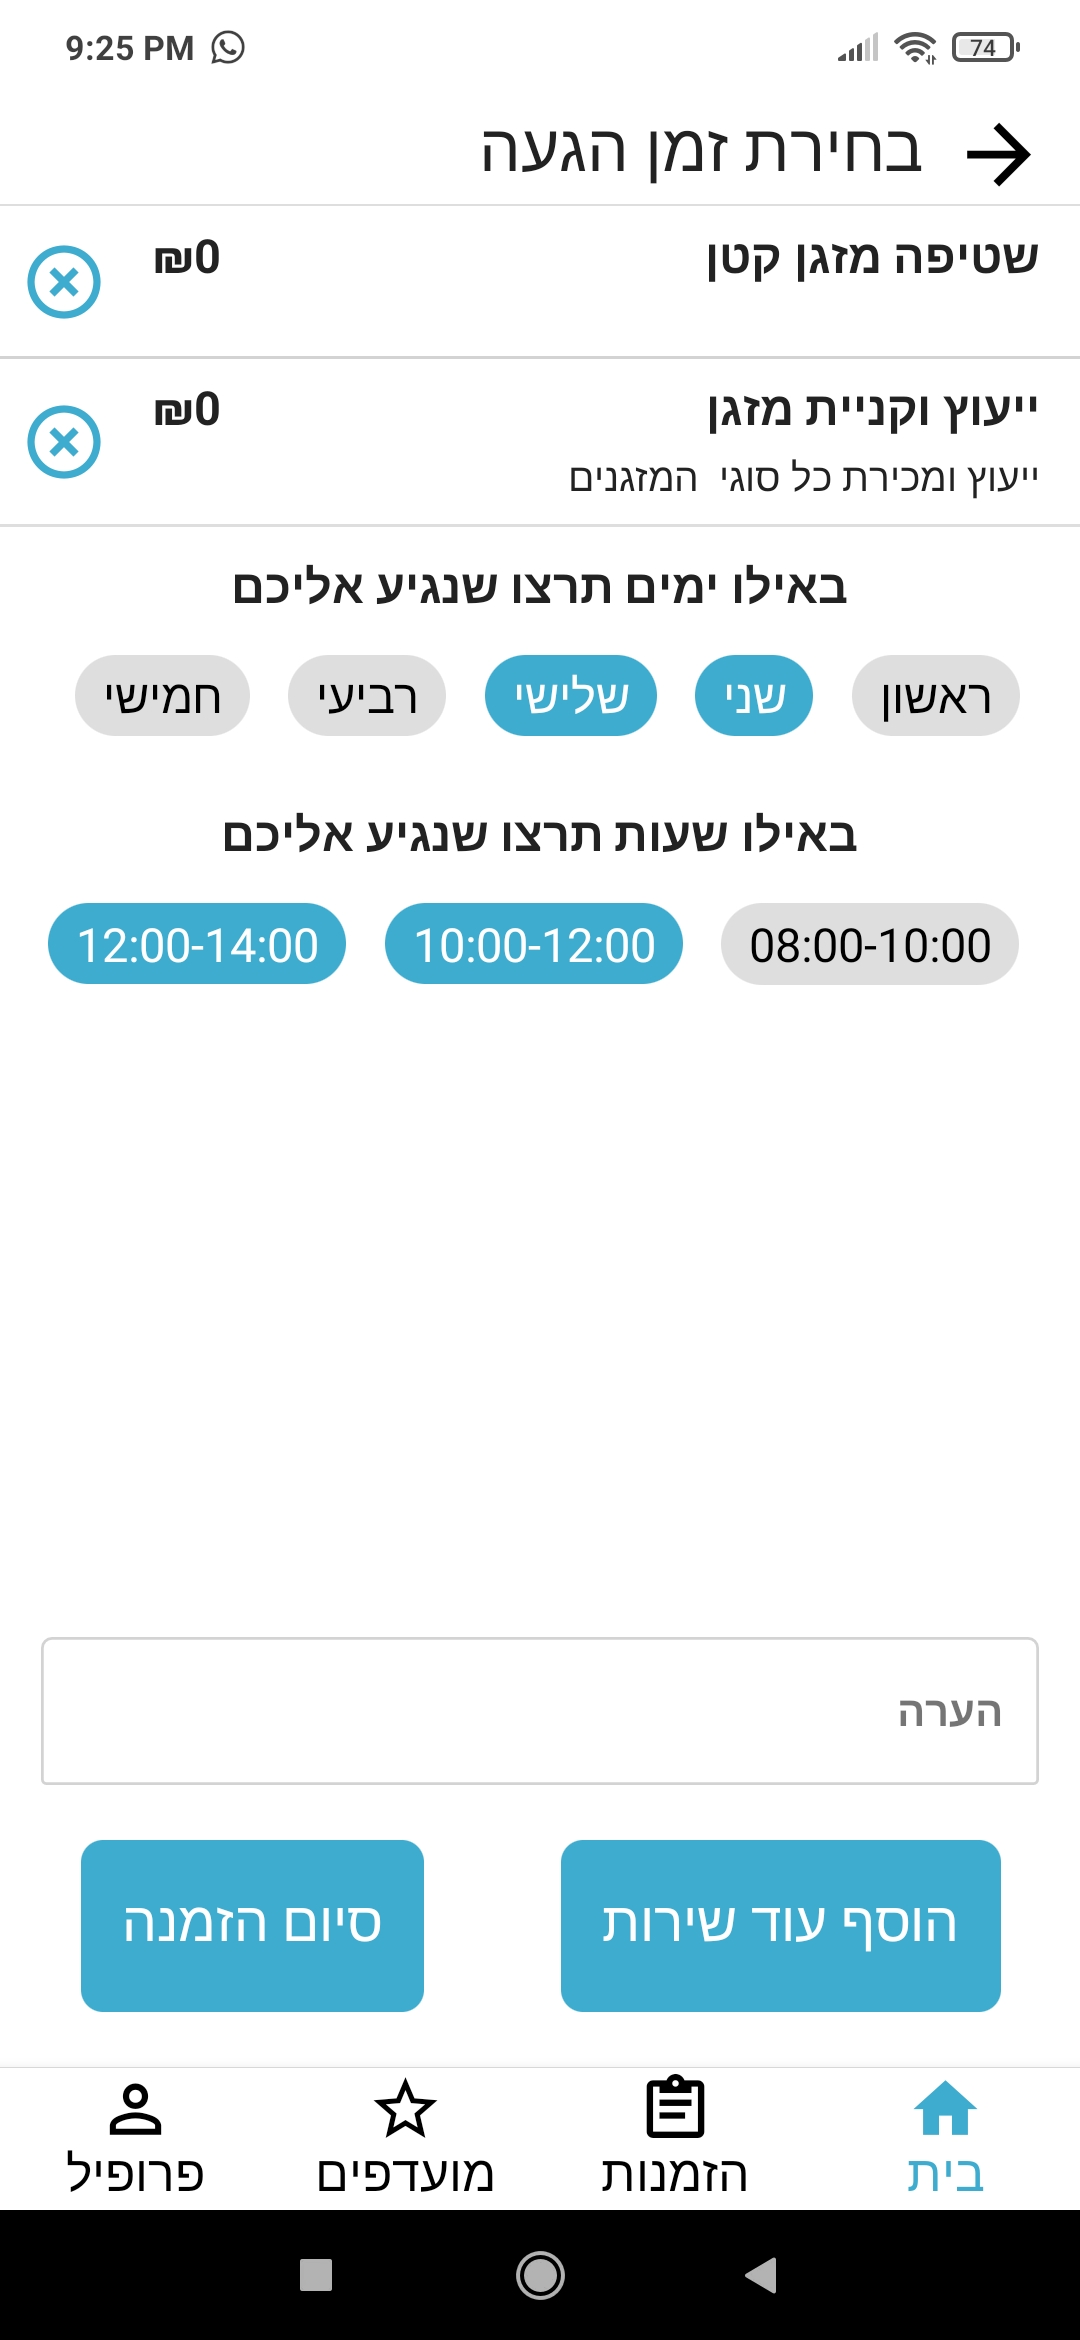 9:25 PM
74
בחירת זמן הגעה
שטיפה מזגן קטן
₪0
ייעוץ וקניית מזגן
₪0
ייעוץ ומכירת כל סוגי המזגנים
באילו ימים תרצו שנגיע אליכם
ראשון שני שלישי רביעי חמישי
באילו שעות תרצו שנגיע אליכם
08:00-10:00 10:00-12:00 12:00-14:00
הערה
הוסף עוד שירות סיום הזמנה
בית הזמנות מועדפים פרופיל